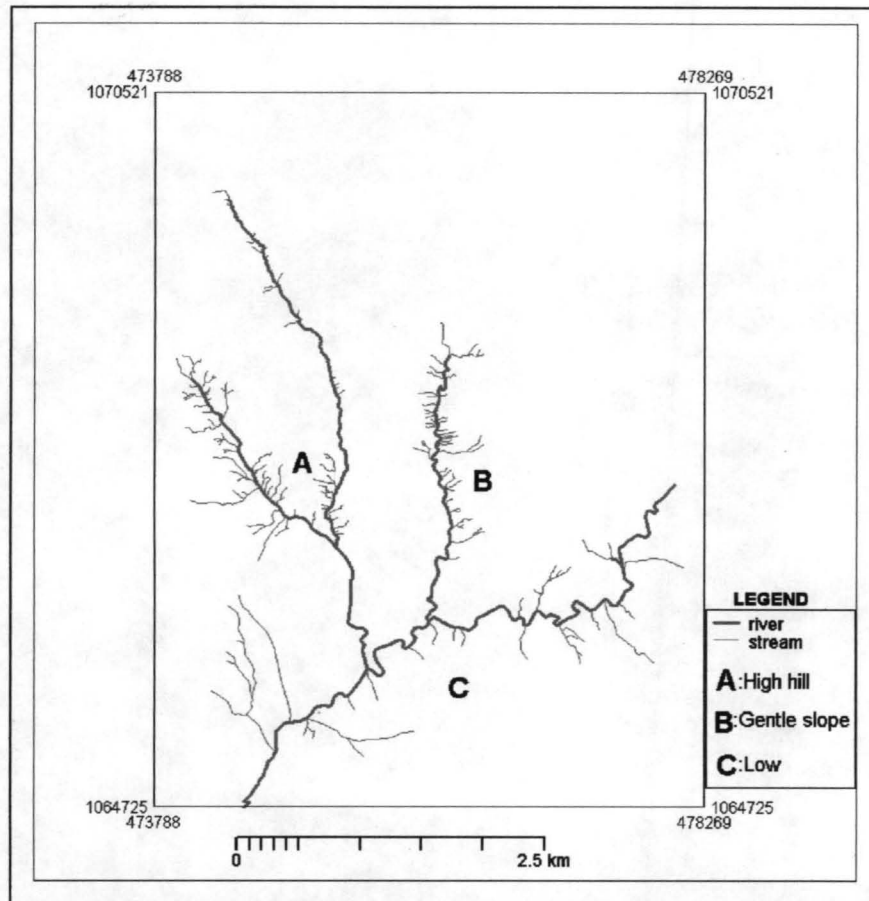 473788
478269
1070521
1070521
A
B
C
LEGEND
river
stream
A:High hill
B:Gentle slope
C:Low
1064725
1064725
473788
478269
0
2.5 km